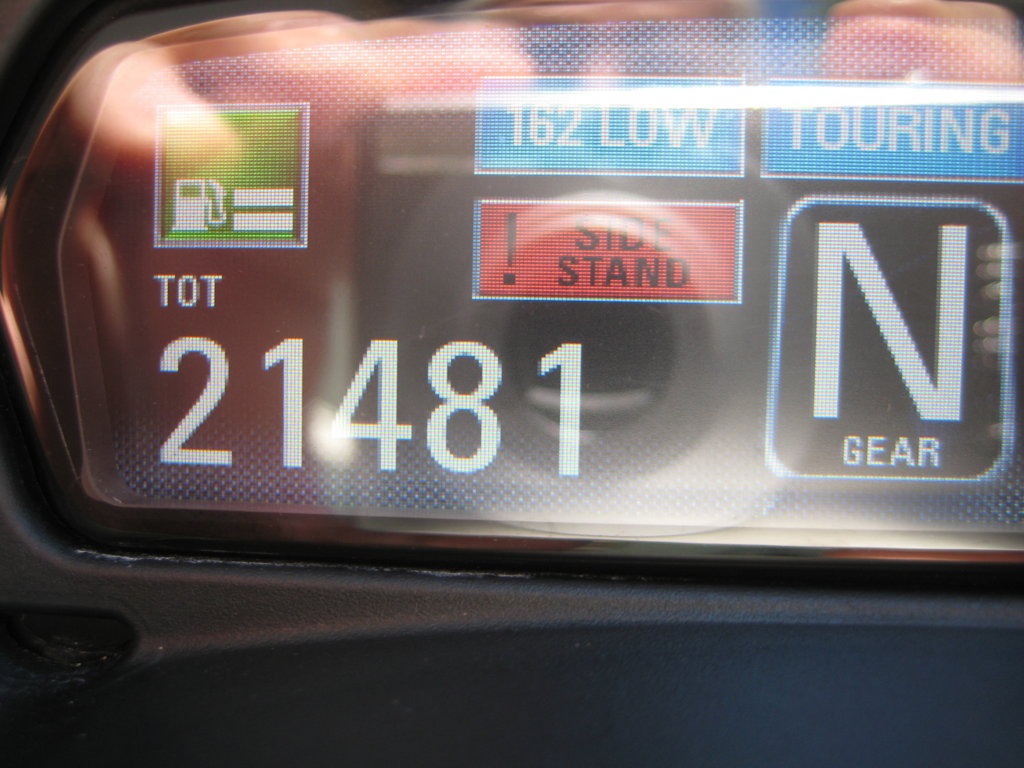 162 LOW TOURING
! SIDE
STAND
TOT
21481
N
GEAR